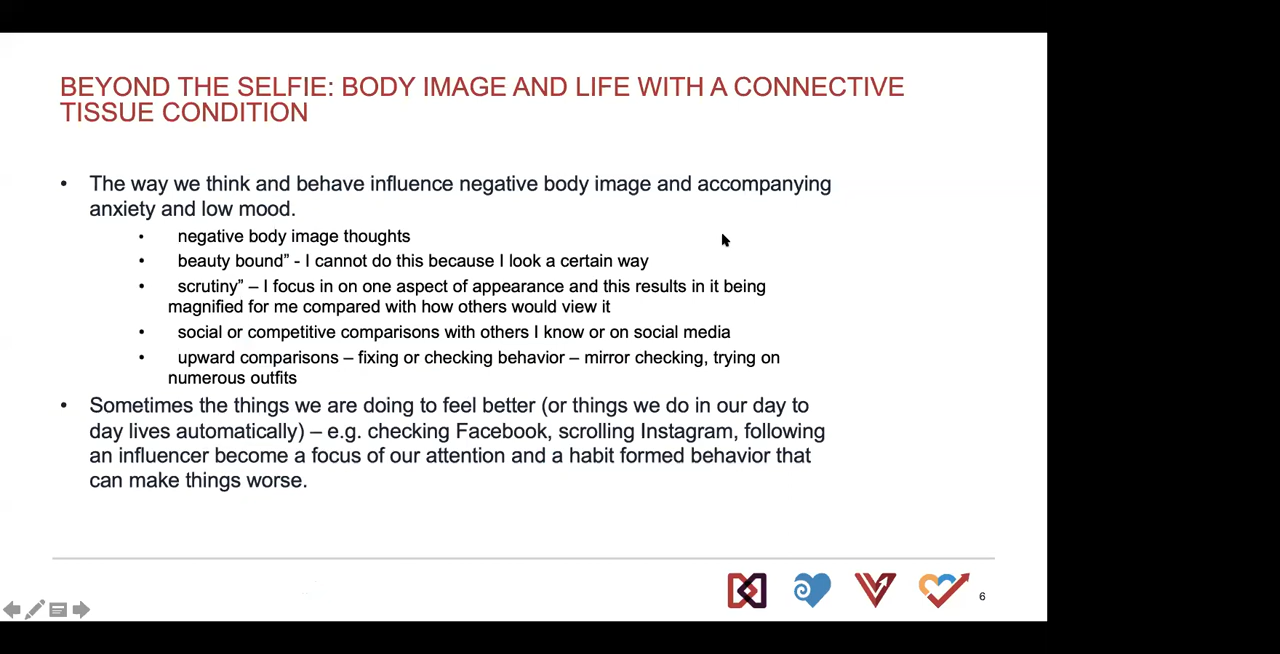 BEYOND THE SELFIE: BODY IMAGE AND LIFE WITH A CONNECTIVE
TISSUE CONDITION
• The way we think and behave influence negative body image and accompanying
anxiety and low mood.
• negative body image thoughts
• beauty bound” - I cannot do this because I look a certain way
• scrutiny” – I focus in on one aspect of appearance and this results in it being
magnified for me compared with how others would view it
• social or competitive comparisons with others I know or on social media
• upward comparisons – fixing or checking behavior – mirror checking, trying on
numerous outfits
• Sometimes the things we are doing to feel better (or things we do in our day to
day lives automatically) – e.g. checking Facebook, scrolling Instagram, following
an influencer become a focus of our attention and a habit formed behavior that
can make things worse.
6